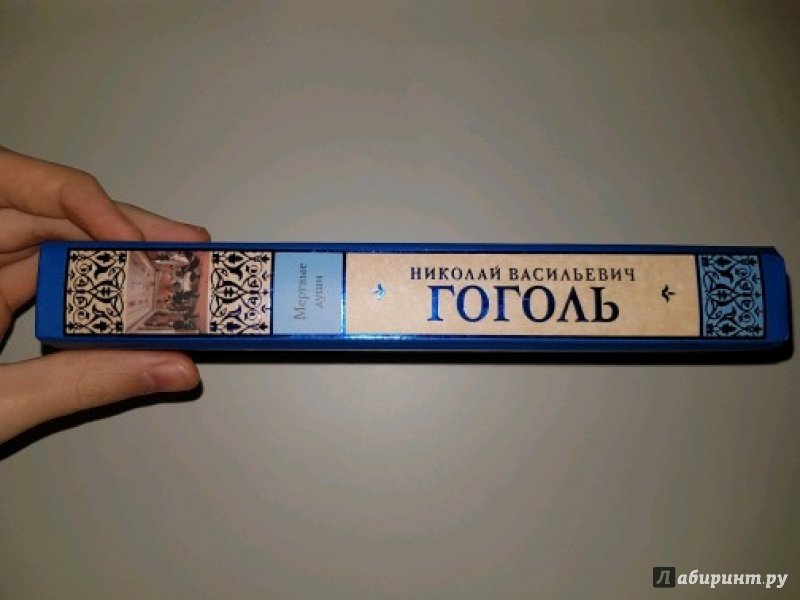 Мертвые
души
НИКОЛАЙ ВАСИЛЬЕВИЧ
ГОГОЛЬ
Лабиринт.ру